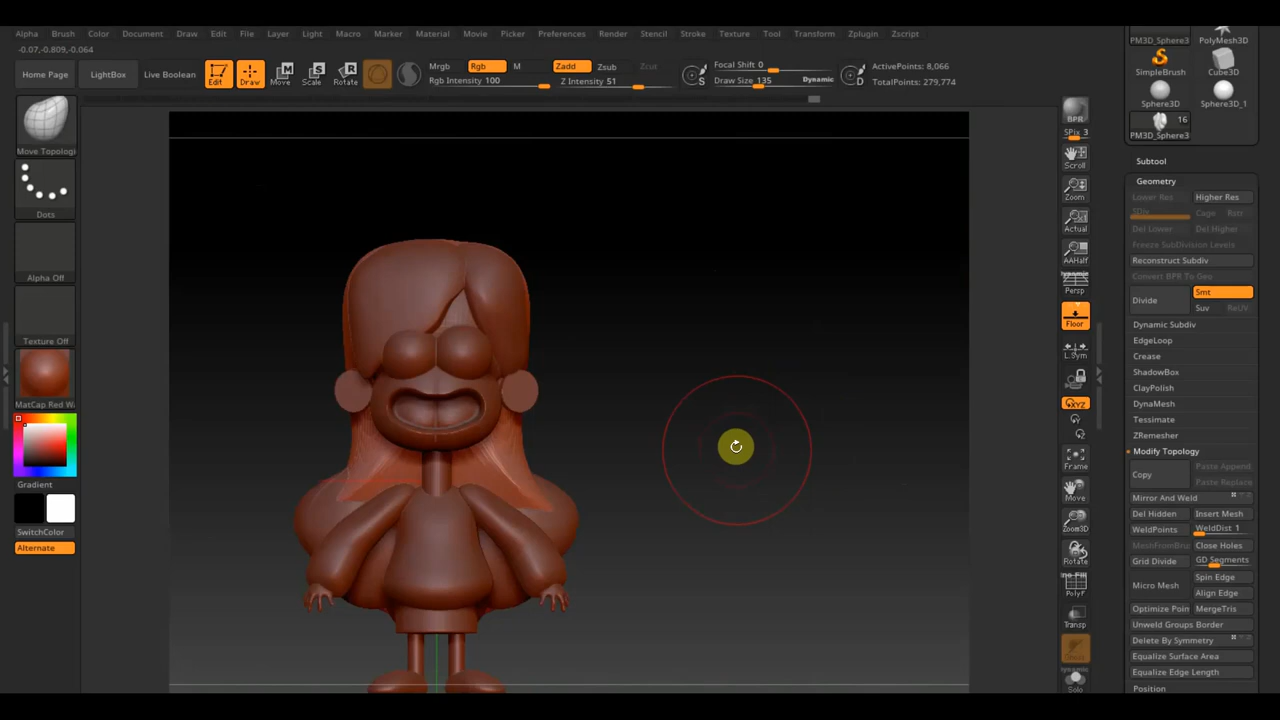 Alpha Brush Color Document Draw Edit File Layer Light Macro Marker Material Movie Picker Preferences Render Stencil Stroke Texture Tool Transform Zplugin Zscript
-0.07,-0.809,-0.064
Home Page
LightBox
Live Boolean
Edit
Draw
Move
Scale
Rotate
Mrgb Rgb M
Rgb Intensity 100
Zadd Zsub Zcut
Z Intensity 51
S
Focal Shift 0
Draw Size 135 Dynamic
D
ActivePoints: 8,066
TotalPoints: 279,774
Move Topologi
Dots
Alpha Off
Texture Off
MatCap Red Wa
Gradient
SwitchColor
Alternate
BPR
SPix 3
Scroll
Zoom
Actual
AAHalf
Dynamic
Persp
Floor
L.Sym
XYZ
Y
Z
Frame
Move
Zoom3D
Rotate
PolyF
Transp
Dynamic
Solo
PM3D_Sphere3 PolyMesh3D
SimpleBrush Cube3D
Sphere3D Sphere3D_1
16
PM3D_Sphere3
Subtool
Geometry
Lower Res Higher Res
SDiv Cage Rstr
Del Lower Del Higher
Freeze SubDivision Levels
Reconstruct Subdiv
Convert BPR To Geo
Divide
Smt
Suv ReUV
Dynamic Subdiv
EdgeLoop
Crease
ShadowBox
ClayPolish
DynaMesh
Tessimate
ZRemesher
Modify Topology
Copy
Paste Append
Paste Replace
Mirror And Weld
Del Hidden Insert Mesh
WeldPoints WeldDist 1
MeshFromBru Close Holes
Grid Divide GD Segments
Micro Mesh
Spin Edge
Align Edge
Optimize Poin MergeTris
Unweld Groups Border
Delete By Symmetry
Equalize Surface Area
Equalize Edge Length
Position